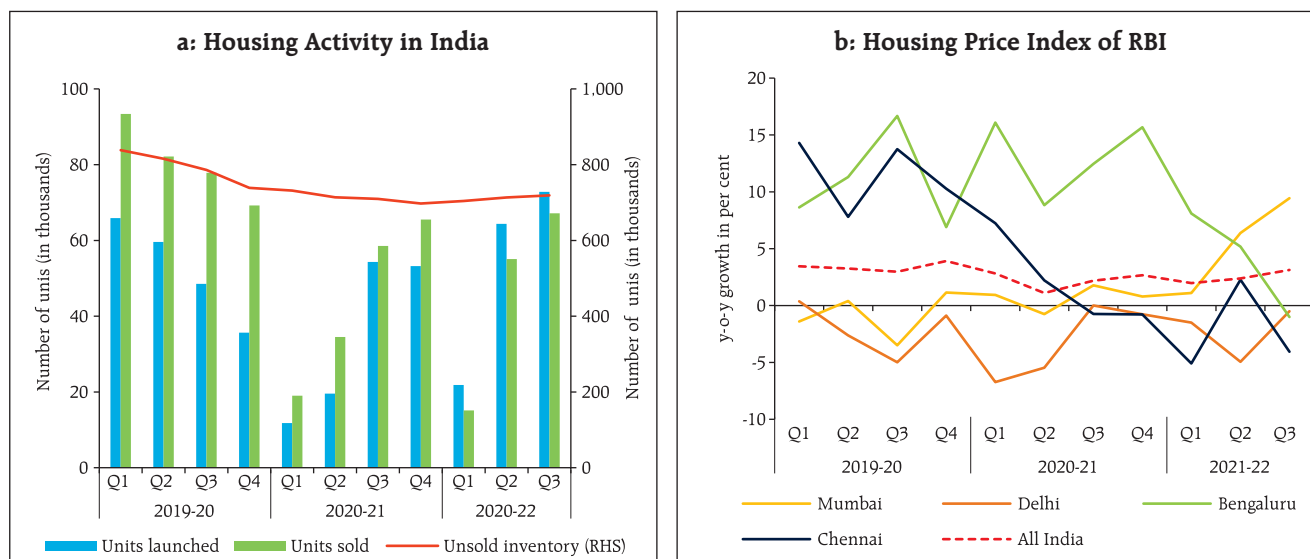 a: Housing Activity in India
100
80
60
40
20
0
Number of unis (in thousands)
1,000
800
600
400
200
0
Number of unis (in thousands)
Q1 Q2 Q3 Q4 Q1 Q2 Q3 Q4 Q1 Q2 Q3
2019-20 2020-21 2020-22
Units launched Units sold Unsold inventory (RHS)
b: Housing Price Index of RBI
20
15
10
5
0
-5
-10
y-o-y growth in per cent
Q1 Q2 Q3 Q4 Q1 Q2 Q3 Q4 Q1 Q2 Q3
2019-20 2020-21 2021-22
Mumbai Delhi Bengaluru
Chennai All India